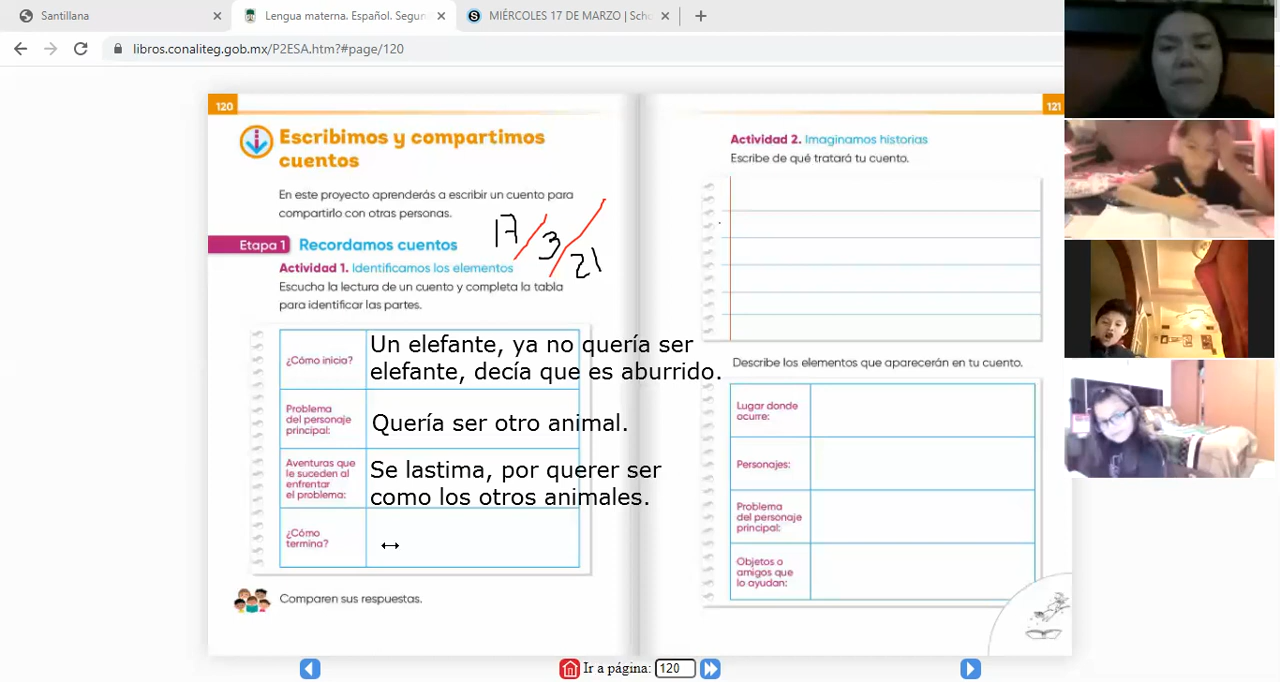 Santillana
Lengua materna. Español. Segun
MIÉRCOLES 17 DE MARZO | Sch
libros.conaliteg.gob.mx/P2ESA.htm?#page/120
120
Escribimos y compartimos
cuentos
En este proyecto aprenderás a escribir un cuento para
compartirlo con otras personas.
17/3/21
Etapa 1 Recordamos cuentos
Actividad 1. Identificamos los elementos
Escucha la lectura de un cuento y completa la tabla
para identificar las partes.
¿Cómo inicia?
Un elefante, ya no quería ser
elefante, decía que es aburrido.
Problema
del personaje
principal:
Quería ser otro animal.
Aventuras que
le suceden al
enfrentar
el problema:
Se lastima, por querer ser
como los otros animales.
¿Cómo
termina?
Comparen sus respuestas.
121
Actividad 2. Imaginamos historias
Escribe de qué tratará tu cuento.
Describe los elementos que aparecerán en tu cuento.
Lugar donde
ocurre:
Personajes:
Problema
del personaje
principal:
Objetos o
amigos que
lo ayudan:
Ir a página: 120